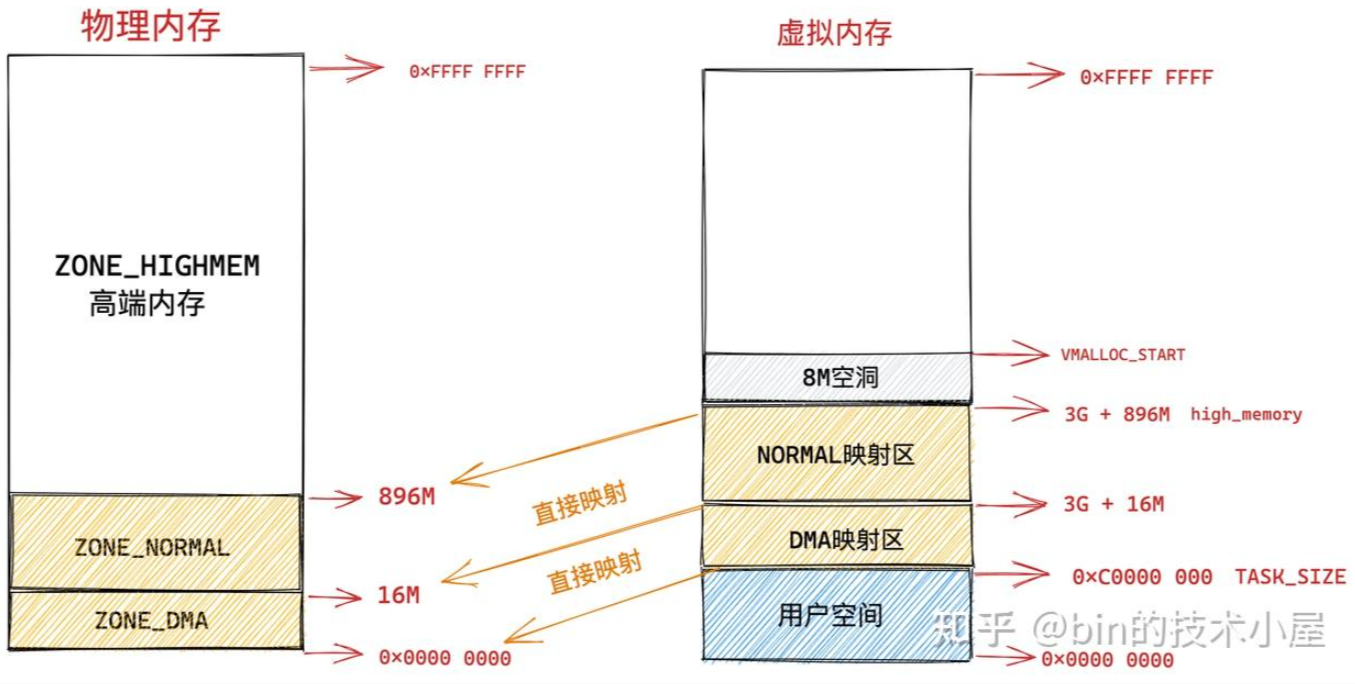 物理内存
0×FFFF FFFF
ZONE_HIGHMEM
高端内存
896M
ZONE_NORMAL
16M
ZONE_DMA
0×0000 0000
直接映射
直接映射
虚拟内存
0×FFFF FFFF
VMALLOC_START
8M空洞
3G + 896M high_memory
NORMAL映射区
3G + 16M
DMA映射区
0×C0000 000 TASK_SIZE
用户空间
知乎 @bin的技术小屋
0×0000 0000